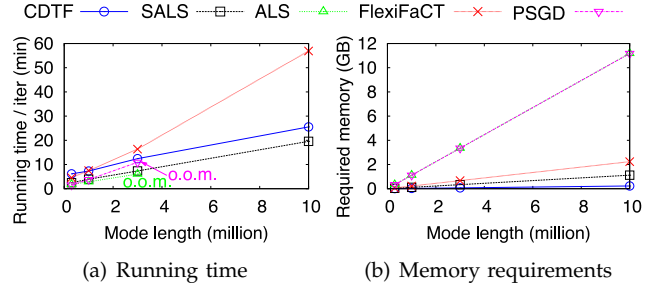 CDTF SALS ALS FlexiFaCT PSGD
Running time / iter (min)
60
50
40
30
20
10
0
o.o.m.
o.o.m.
0 2 4 6 8 10
Mode length (million)
(a) Running time
Required memory (GB)
12
10
8
6
4
2
0
0 2 4 6 8 10
Mode length (million)
(b) Memory requirements